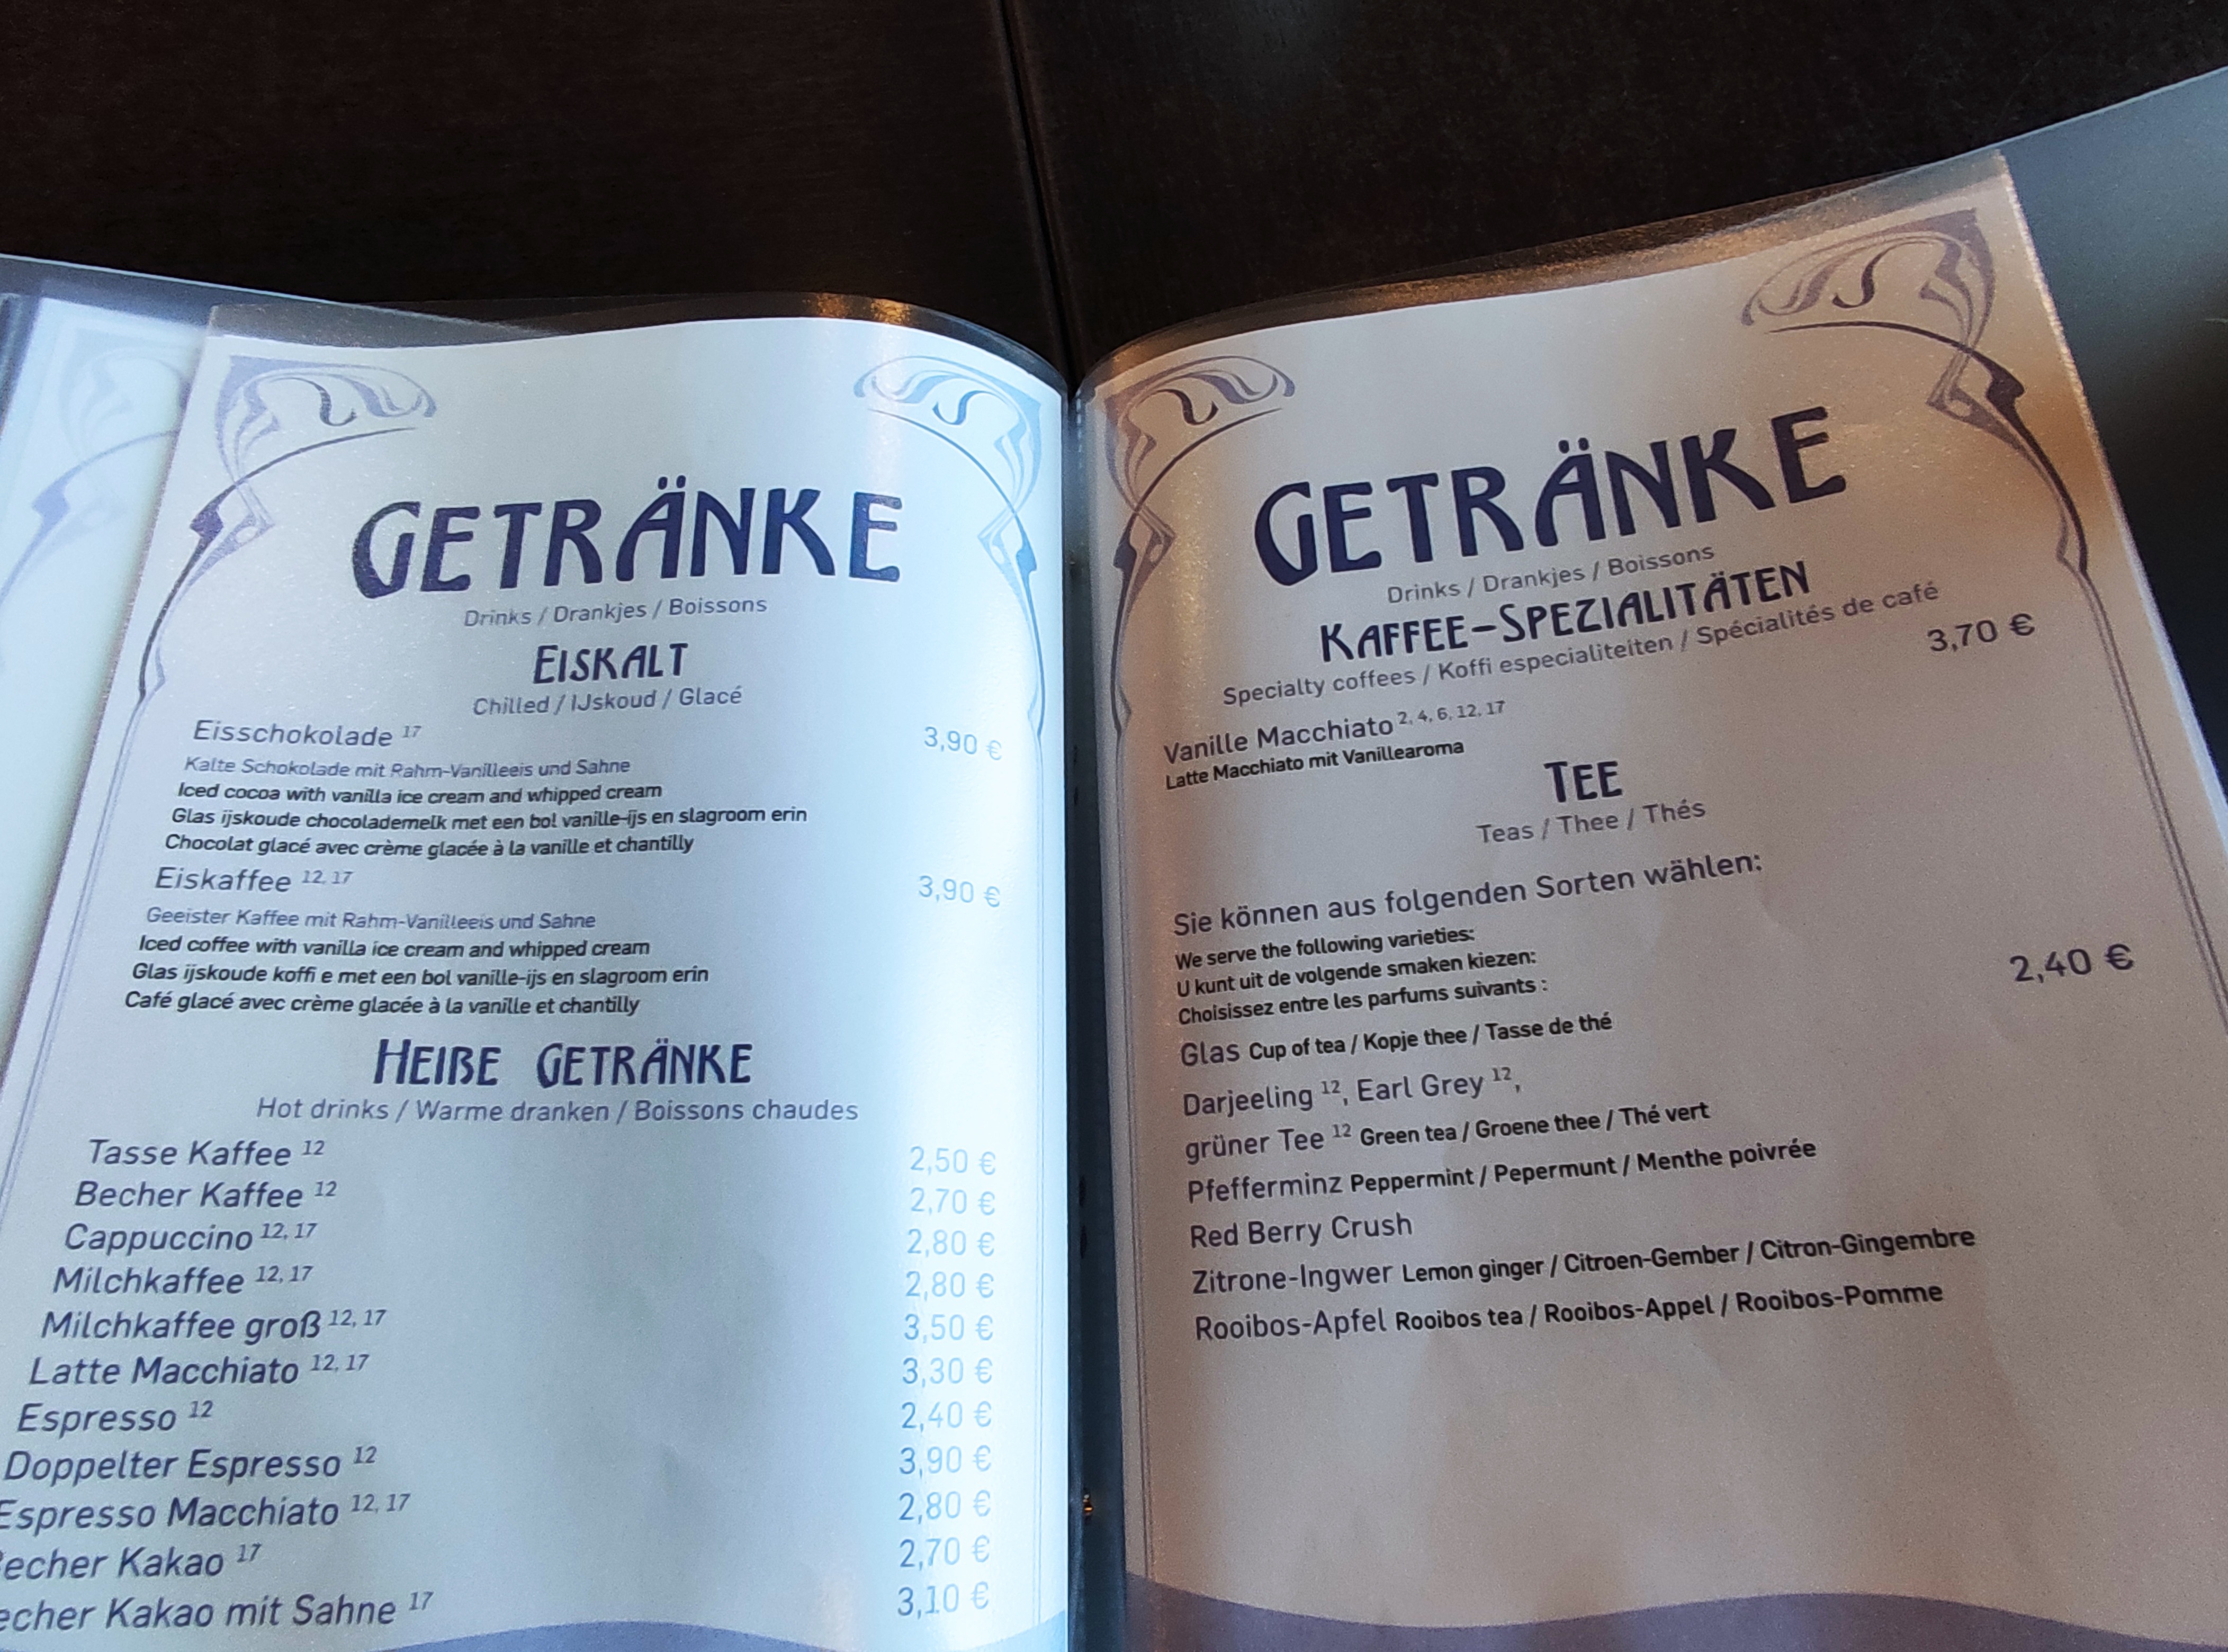 GETRÄNKE
Drinks / Drankjes / Boissons
EISKALT
Chilled / IJskoud / Glacé
Eisschokolade 17 3,90 €
Kalte Schokolade mit Rahm-Vanilleeis und Sahne
Iced cocoa with vanilla ice cream and whipped cream
Glas ijskoude chocolademelk met een bol vanille-ijs en slagroom erin
Chocolat glacé avec crème glacée à la vanille et chantilly
Eiskaffee 12, 17 3,90 €
Geeister Kaffee mit Rahm-Vanilleeis und Sahne
Iced coffee with vanilla ice cream and whipped cream
Glas ijskoude koffi e met een bol vanille-ijs en slagroom erin
Café glacé avec crème glacée à la vanille et chantilly
HEIßE GETRÄNKE
Hot drinks / Warme dranken / Boissons chaudes
Tasse Kaffee 12 2,50 €
Becher Kaffee 12 2,70 €
Cappuccino 12, 17 2,80 €
Milchkaffee 12, 17 2,80 €
Milchkaffee groß 12, 17 3,50 €
Latte Macchiato 12, 17 3,30 €
Espresso 12 2,40 €
Doppelter Espresso 12 3,90 €
Espresso Macchiato 12, 17 2,80 €
echer Kakao 17 2,70 €
echer Kakao mit Sahne 17 3,10 €
GETRÄNKE
Drinks / Drankjes / Boissons
KAFFEE-SPEZIALITÄTEN
Specialty coffees / Koffi especialiteiten / Spécialités de café
Vanille Macchiato 2, 4, 6, 12, 17 3,70 €
Latte Macchiato mit Vanillearoma
TEE
Teas / Thee / Thés
Sie können aus folgenden Sorten wählen:
We serve the following varieties:
U kunt uit de volgende smaken kiezen:
Choisissez entre les parfums suivants :
Glas Cup of tea / Kopje thee / Tasse de thé 2,40 €
Darjeeling 12, Earl Grey 12,
grüner Tee 12 Green tea / Groene thee / Thé vert
Pfefferminz Peppermint / Pepermunt / Menthe poivrée
Red Berry Crush
Zitrone-Ingwer Lemon ginger / Citroen-Gember / Citron-Gingembre
Rooibos-Apfel Rooibos tea / Rooibos-Appel / Rooibos-Pomme